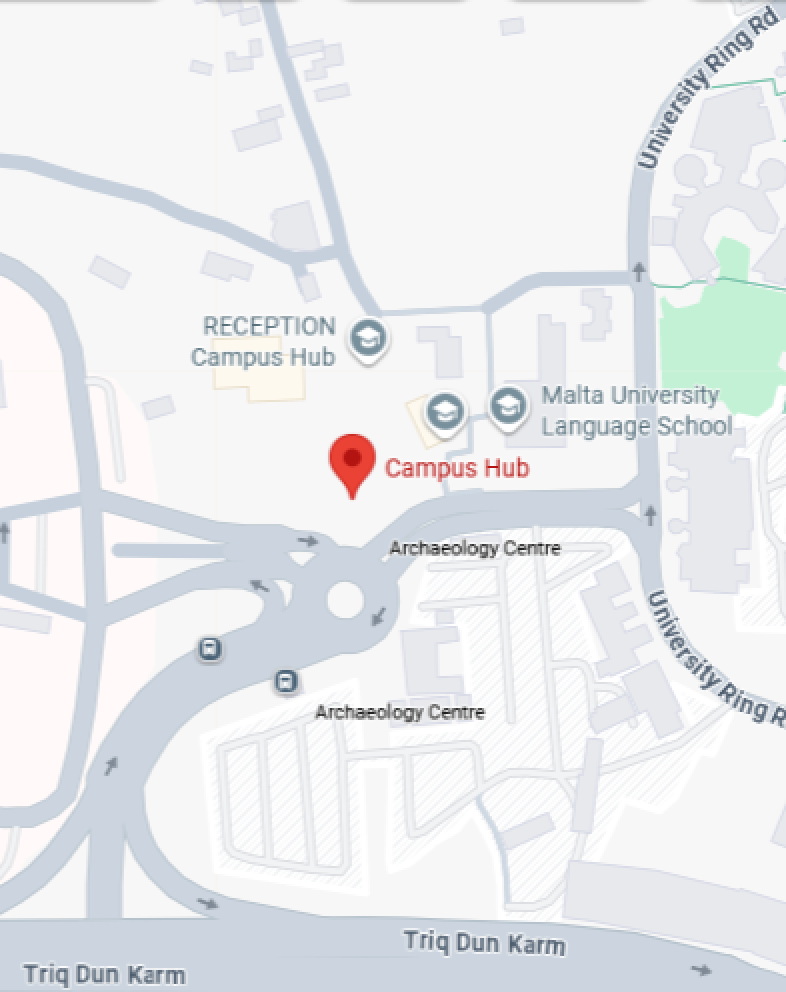 University Ring Rd
RECEPTION
Campus Hub
Malta University
Language School
Campus Hub
Archaeology Centre
University Ring R
Archaeology Centre
Triq Dun Karm
Triq Dun Karm